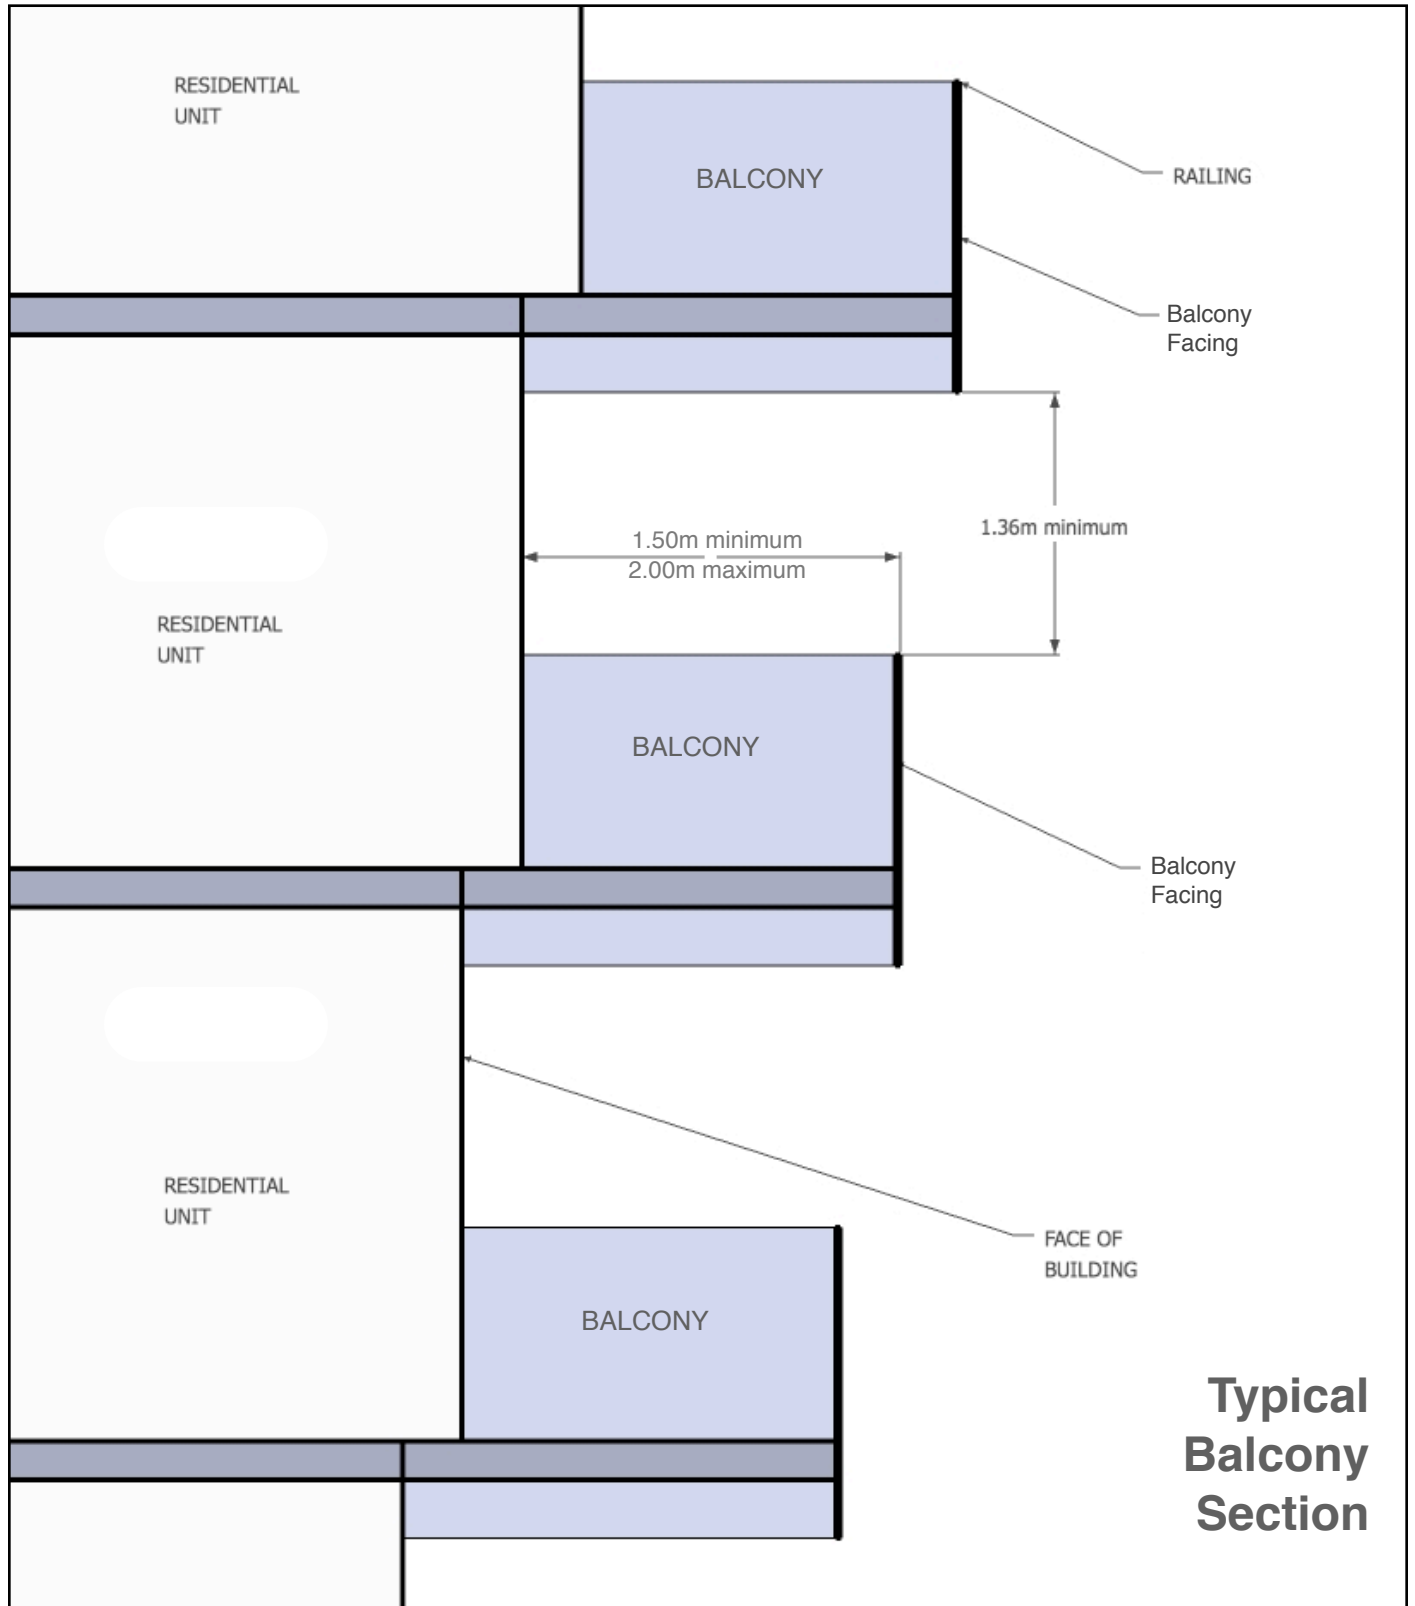 RESIDENTIAL
UNIT
BALCONY
RAILING
Balcony
Facing
1.36m minimum
1.50m minimum
2.00m maximum
RESIDENTIAL
UNIT
BALCONY
Balcony
Facing
RESIDENTIAL
UNIT
FACE OF
BUILDING
BALCONY
Typical
Balcony
Section